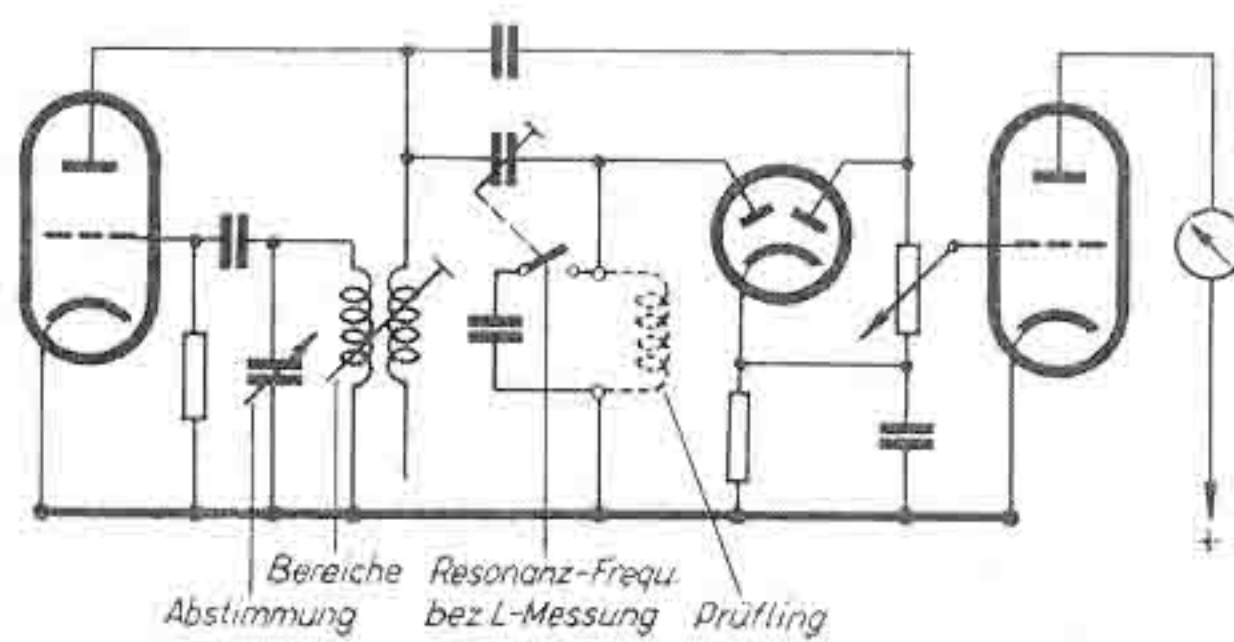 Bereiche
Resonanz-Frequ.
bez. L-Messung
Abstimmung
Prüfling
+